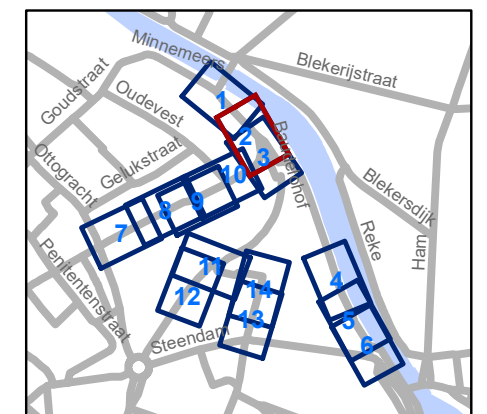 Minnemeers
Blekerijstraat
Goudstraat
Oudevest
1
2
3
Baudelohof
Ottogracht
Gelukstraat
10
9
8
7
Blekersdijk
Reke
Ham
Penitentenstraat
11
12
14
13
4
5
6
Steendam